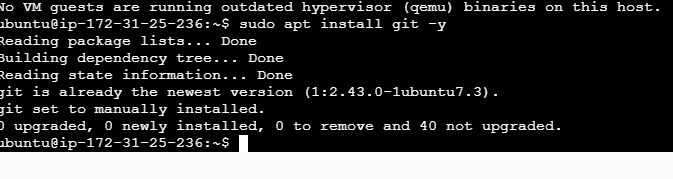 No VM guests are running outdated hypervisor (qemu) binaries on this host.
ubuntu@ip-172-31-25-236:~$ sudo apt install git -y
Reading package lists... Done
Building dependency tree... Done
Reading state information... Done
git is already the newest version (1:2.43.0-1ubuntu7.3).
git set to manually installed.
0 upgraded, 0 newly installed, 0 to remove and 40 not upgraded.
ubuntu@ip-172-31-25-236:~$